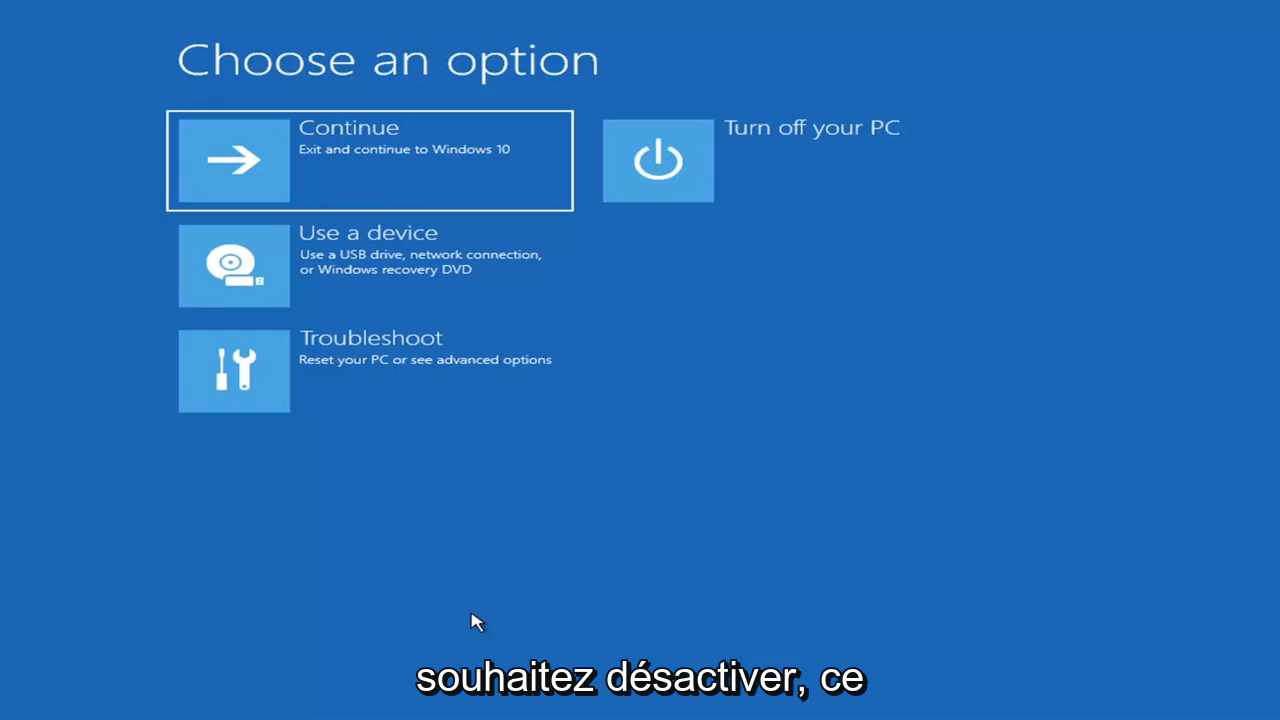 Choose an option
Continue
Exit and continue to Windows 10
Use a device
Use a USB drive, network connection,
or Windows recovery DVD
Troubleshoot
Reset your PC or see advanced options
Turn off your PC
souhaitez désactiver, ce